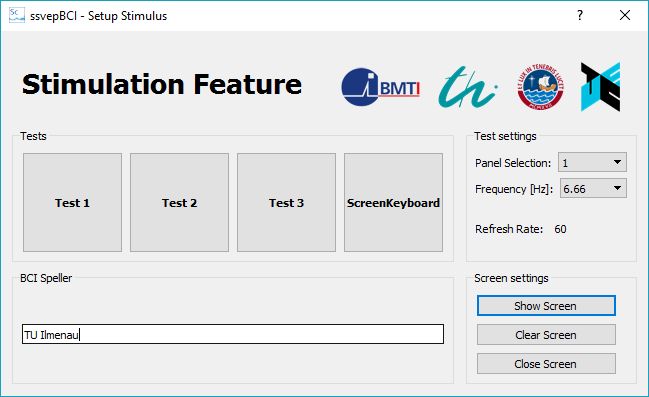 ssvepBCI - Setup Stimulus
Stimulation Feature
BMTI
th
ET LUX IN TENEBRIS LUCET
Tests
Test 1
Test 2
Test 3
ScreenKeyboard
Test settings
Panel Selection: 1
Frequency [Hz]: 6.66
Refresh Rate: 60
BCI Speller
TU Ilmenau
Screen settings
Show Screen
Clear Screen
Close Screen